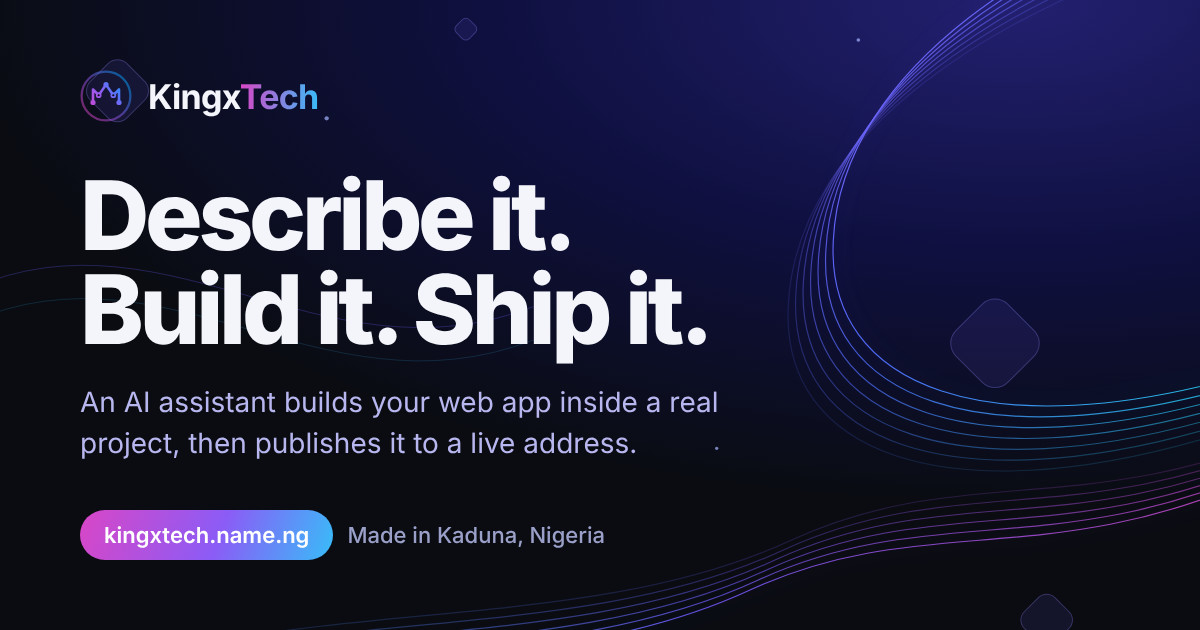 KingxTech
Describe it.
Build it. Ship it.
An AI assistant builds your web app inside a real
project, then publishes it to a live address.
kingxtech.name.ng
Made in Kaduna, Nigeria